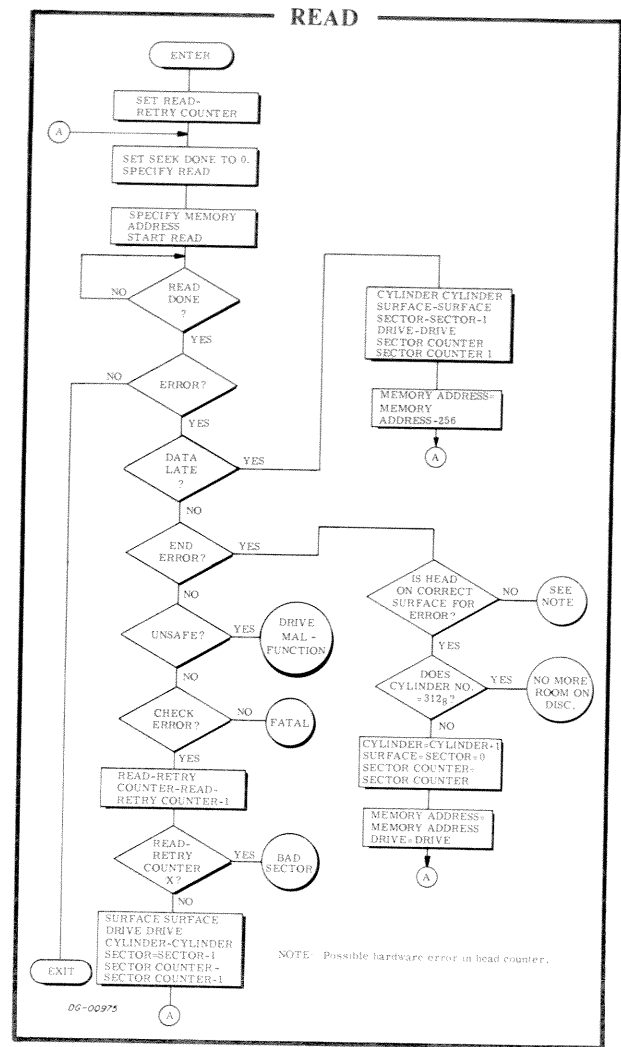 READ
ENTER
SET READ-
RETRY COUNTER
A
SET SEEK DONE TO 0.
SPECIFY READ
SPECIFY MEMORY
ADDRESS
START READ
NO
READ
DONE
?
YES
NO
ERROR?
YES
DATA
LATE
?
YES
NO
CYLINDER CYLINDER
SURFACE-SURFACE
SECTOR-SECTOR-1
DRIVE-DRIVE
SECTOR COUNTER
SECTOR COUNTER 1
MEMORY ADDRESS=
MEMORY
ADDRESS-256
A
END
ERROR?
YES
NO
IS HEAD
ON CORRECT
SURFACE FOR
ERROR?
NO
SEE
NOTE
YES
UNSAFE?
YES
DRIVE
MAL-
FUNCTION
NO
DOES
CYLINDER NO.
=312₈?
YES
NO MORE
ROOM ON
DISC.
NO
CHECK
ERROR?
NO
FATAL
YES
CYLINDER=CYLINDER+1
SURFACE=SECTOR=0
SECTOR COUNTER=
SECTOR COUNTER
MEMORY ADDRESS=
MEMORY ADDRESS
DRIVE=DRIVE
A
READ-RETRY
COUNTER-READ-
RETRY COUNTER-1
READ-
RETRY
COUNTER
X?
YES
BAD
SECTOR
NO
SURFACE SURFACE
DRIVE DRIVE
CYLINDER-CYLINDER
SECTOR=SECTOR-1
SECTOR COUNTER-
SECTOR COUNTER-1
A
EXIT
NOTE- Possible hardware error in head counter.
DG-00975